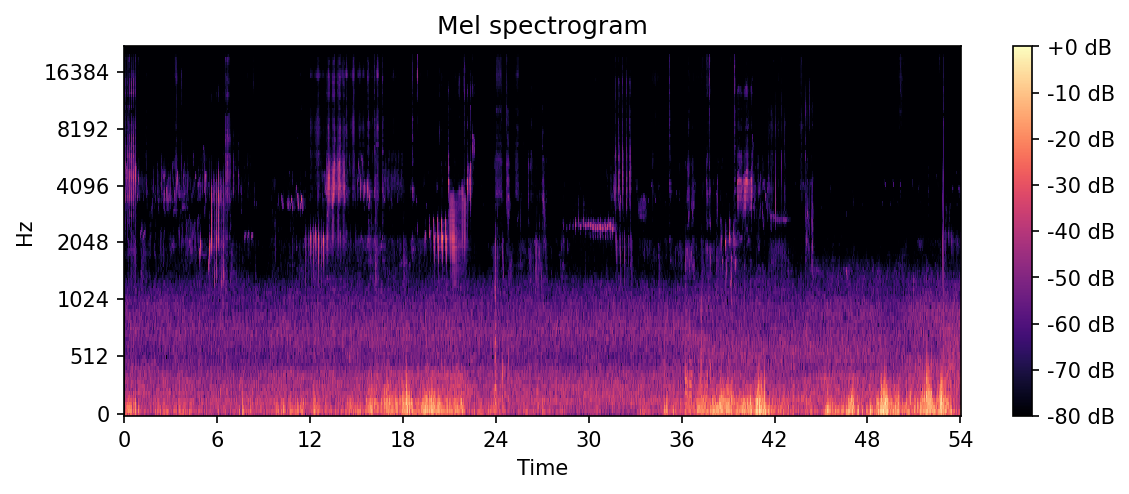 Mel spectrogram
Hz
16384
8192
4096
2048
1024
512
0
0 6 12 18 24 30 36 42 48 54
Time
+0 dB
-10 dB
-20 dB
-30 dB
-40 dB
-50 dB
-60 dB
-70 dB
-80 dB